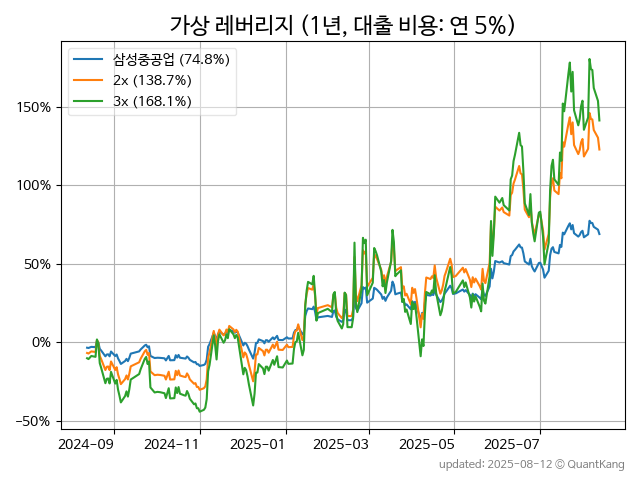 가상 레버리지 (1년, 대출 비용: 연 5%)
삼성중공업 (74.8%)
2x (138.7%)
3x (168.1%)
150%
100%
50%
0%
−50%
2024-09 2024-11 2025-01 2025-03 2025-05 2025-07
updated: 2025-08-12 © QuantKang